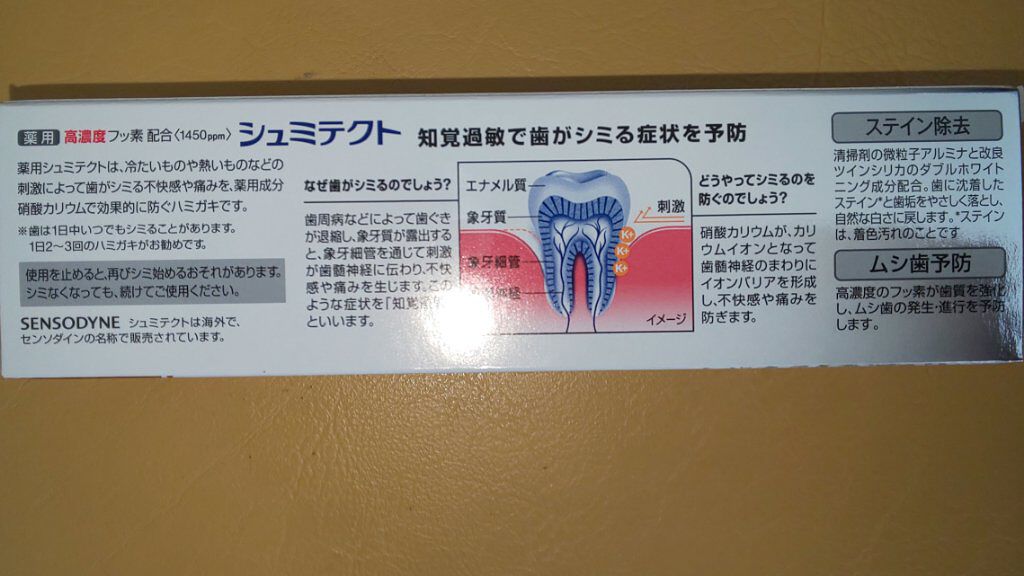 薬用 高濃度フッ素 配合〈1450ppm〉 シュミテクト 知覚過敏で歯がシミる症状を予防
薬用シュミテクトは、冷たいものや熱いものなどの
刺激によって歯がシミる不快感や痛みを、薬用成分
硝酸カリウムで効果的に防ぐハミガキです。
※歯は1日中いつでもシミることがあります。
1日2〜3回のハミガキがお勧めです。
使用を止めると、再びシミ始めるおそれがあります。
シミなくなっても、続けてご使用ください。
SENSODYNE シュミテクトは海外で、
センソダインの名称で販売されています。
なぜ歯がシミるのでしょう?
歯周病などによって歯ぐき
が退縮し、象牙質が露出する
と、象牙細管を通じて刺激
が歯髄神経に伝わり、不快
感や痛みを生じます。この
ような症状を「知覚過敏」
といいます。
エナメル質
象牙質
象牙細管
刺激
K+
K+
K+
イメージ
どうやってシミるのを
防ぐのでしょう?
硝酸カリウムが、カ
リウムイオンとなって
歯髄神経のまわりに
イオンバリアを形成
し、不快感や痛みを
防ぎます。
ステイン除去
清掃剤の微粒子アルミナと改良
ツインシリカのダブルホワイト
ニング成分配合。歯に沈着した
ステイン*と歯垢をやさしく落とし、
自然な白さに戻します。*ステイン
は、着色汚れのことです
ムシ歯予防
高濃度のフッ素が歯質を強化
し、ムシ歯の発生・進行を予防
します。